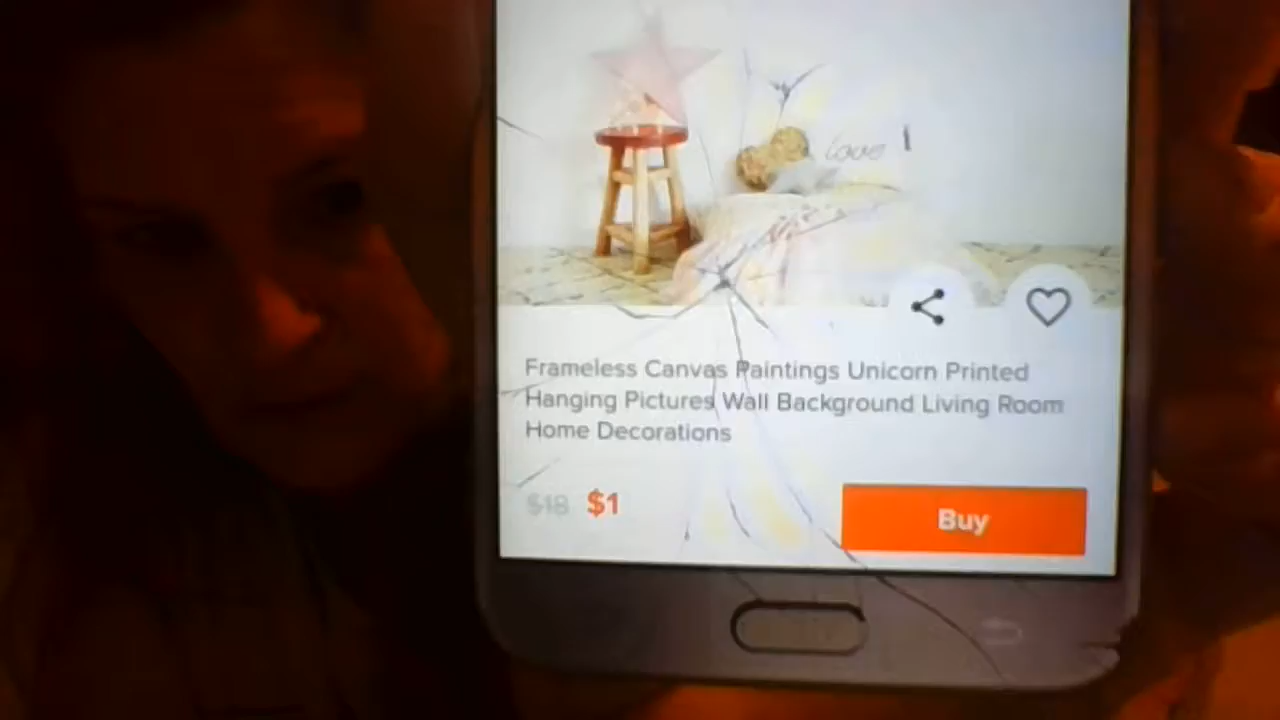 love
Frameless Canvas Paintings Unicorn Printed
Hanging Pictures Wall Background Living Room
Home Decorations
$18 $1
Buy